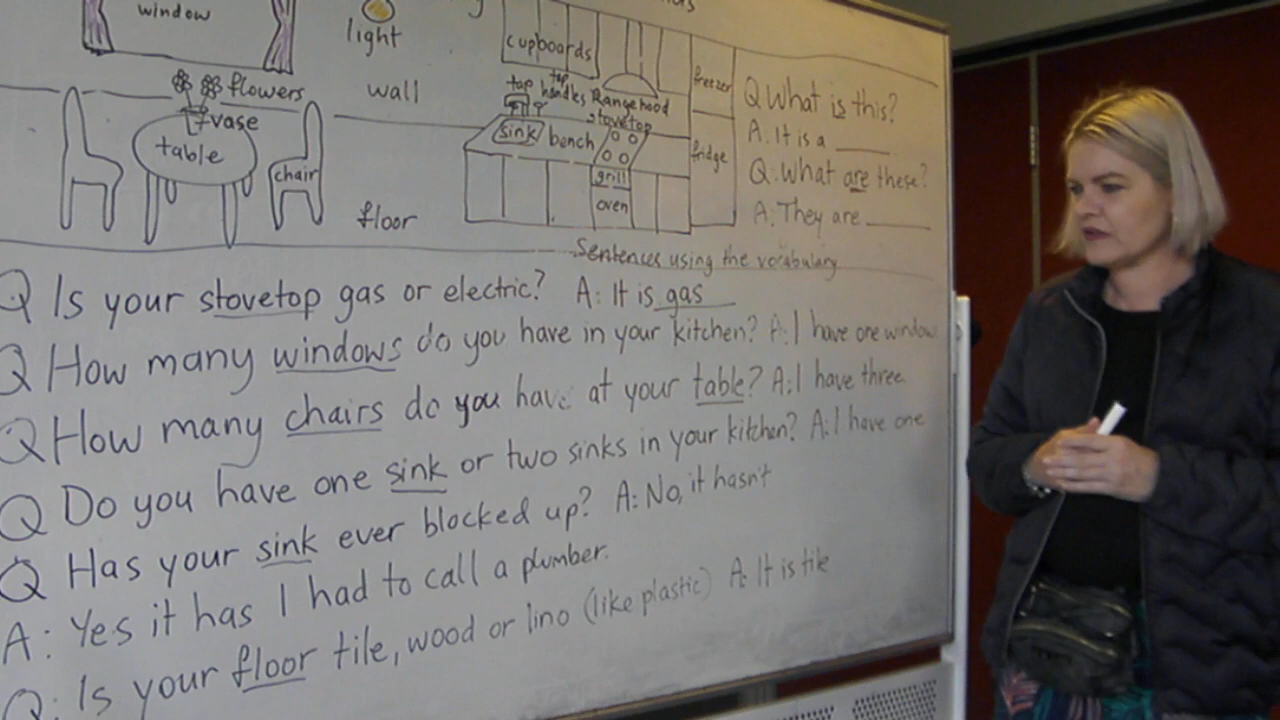 window
light
cupboards
flowers
wall
tap
tap handles
Rangehood
freezer
vase
stovetop
table
sink
bench
fridge
chair
grill
oven
floor
Q What is this?
A. It is a ____
Q. What are these?
A: They are ____
Sentences using the vocabulary
Q Is your stovetop gas or electric? A: It is gas
Q How many windows do you have in your kitchen? A: I have one window
Q How many chairs do you have at your table? A: I have three
Q Do you have one sink or two sinks in your kitchen? A: I have one
Q Has your sink ever blocked up? A: No, it hasn't
A: Yes it has I had to call a plumber.
Q: Is your floor tile, wood or lino (like plastic) A: It is tile